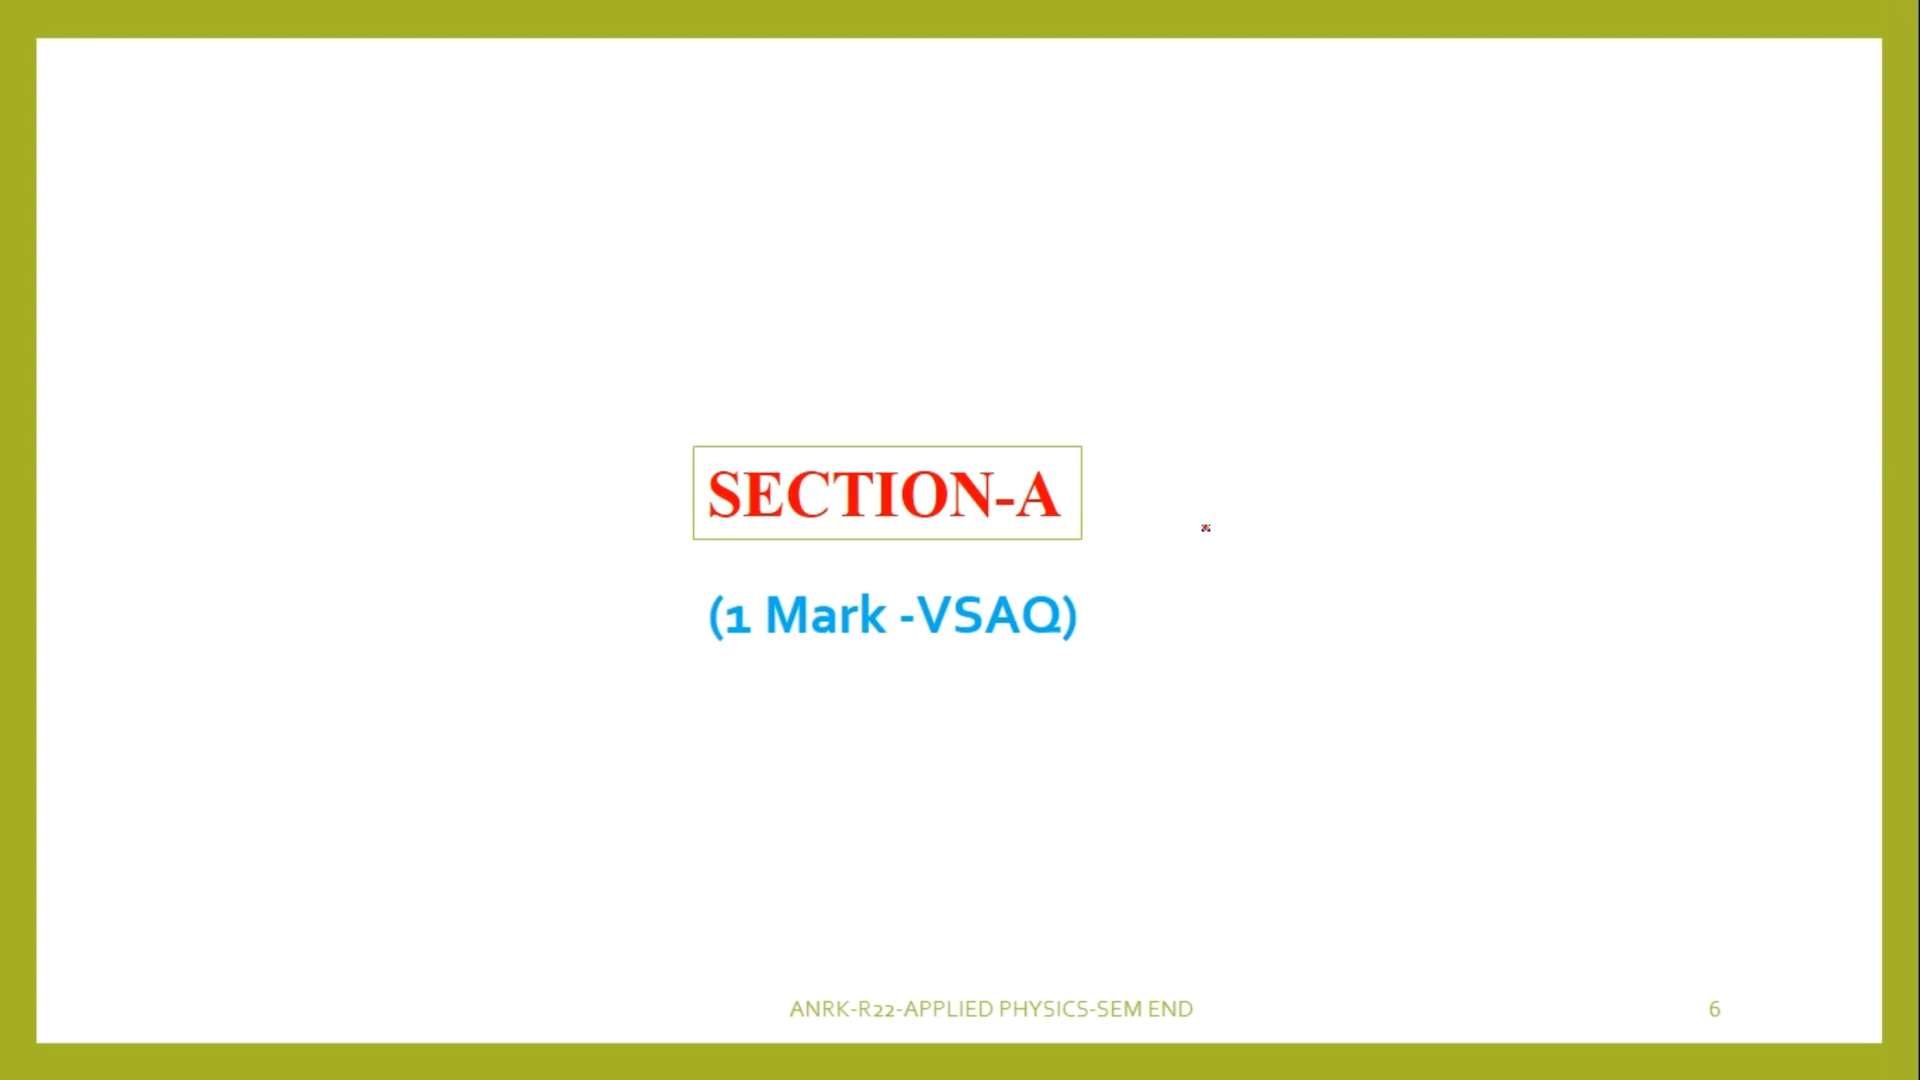 SECTION-A
(1 Mark -VSAQ)
ANRK-R22-APPLIED PHYSICS-SEM END
6